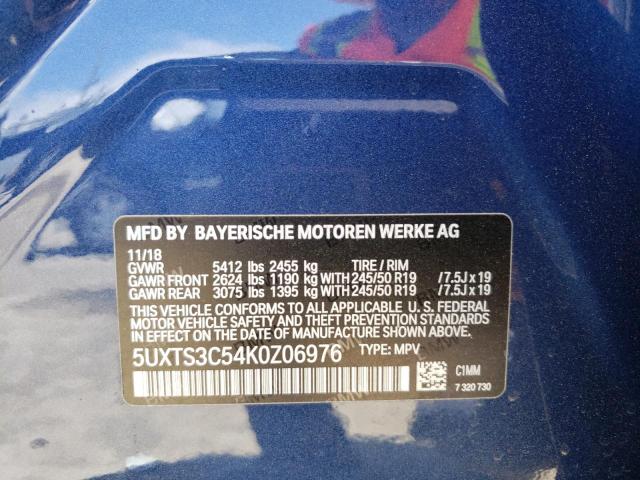 MFD BY BAYERISCHE MOTOREN WERKE AG
11/18
GVWR 5412 lbs 2455 kg TIRE / RIM
GAWR FRONT 2624 lbs 1190 kg WITH 245/50 R19 /7.5J x 19
GAWR REAR 3075 lbs 1395 kg WITH 245/50 R19 /7.5J x 19
THIS VEHICLE CONFORMS TO ALL APPLICABLE U. S. FEDERAL
MOTOR VEHICLE SAFETY, BUMPER, AND THEFT PREVENTION STANDARDS
IN EFFECT ON THE DATE OF MANUFACTURE SHOWN ABOVE.
5UXTS3C54K0Z06976 TYPE: MPV
C1MM
7 320 730